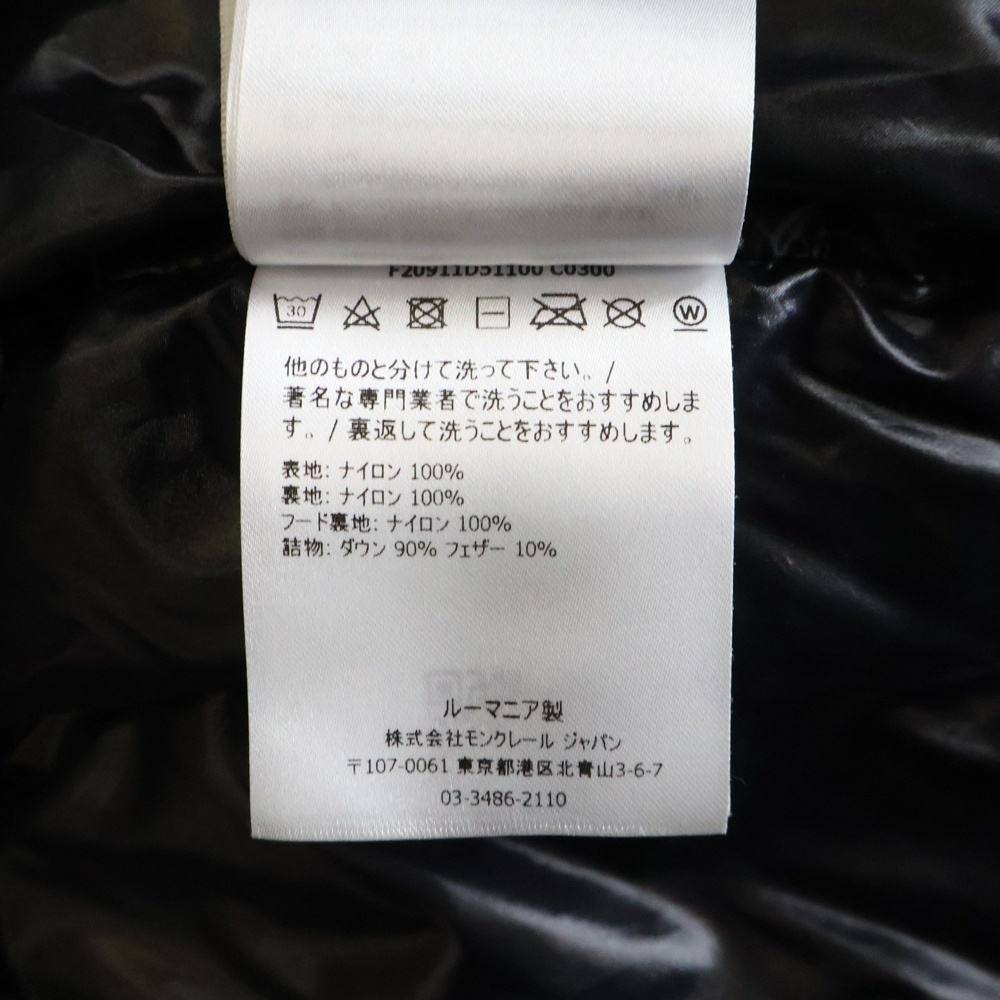 F20911D51100 C0300
30
W
他のものと分けて洗って下さい。/
著名な専門業者で洗うことをおすすめしま
す。/ 裏返して洗うことをおすすめします。
表地: ナイロン 100%
裏地: ナイロン 100%
フード裏地: ナイロン 100%
詰物: ダウン 90% フェザー 10%
ルーマニア製
株式会社モンクレール ジャパン
〒107-0061 東京都港区北青山3-6-7
03-3486-2110